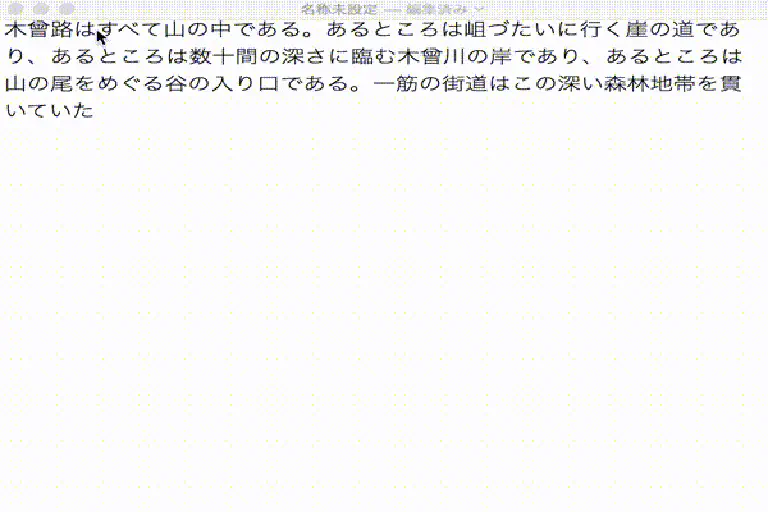 名称未設定 — 編集済み
木曾路はすべて山の中である。あるところは岨づたいに行く崖の道であ
り、あるところは数十間の深さに臨む木曾川の岸であり、あるところは
山の尾をめぐる谷の入り口である。一筋の街道はこの深い森林地帯を貫
いていた